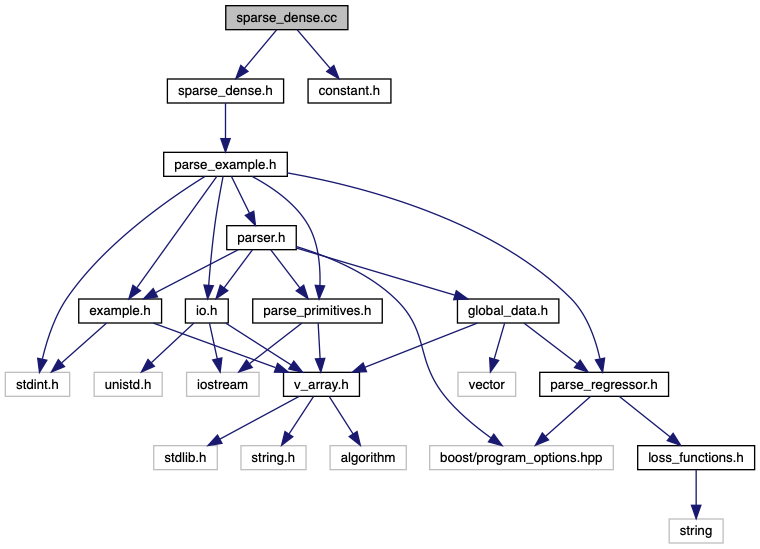 sparse_dense.cc
sparse_dense.h
constant.h
parse_example.h
parser.h
example.h
io.h
parse_primitives.h
global_data.h
stdint.h
unistd.h
iostream
v_array.h
vector
parse_regressor.h
stdlib.h
string.h
algorithm
boost/program_options.hpp
loss_functions.h
string